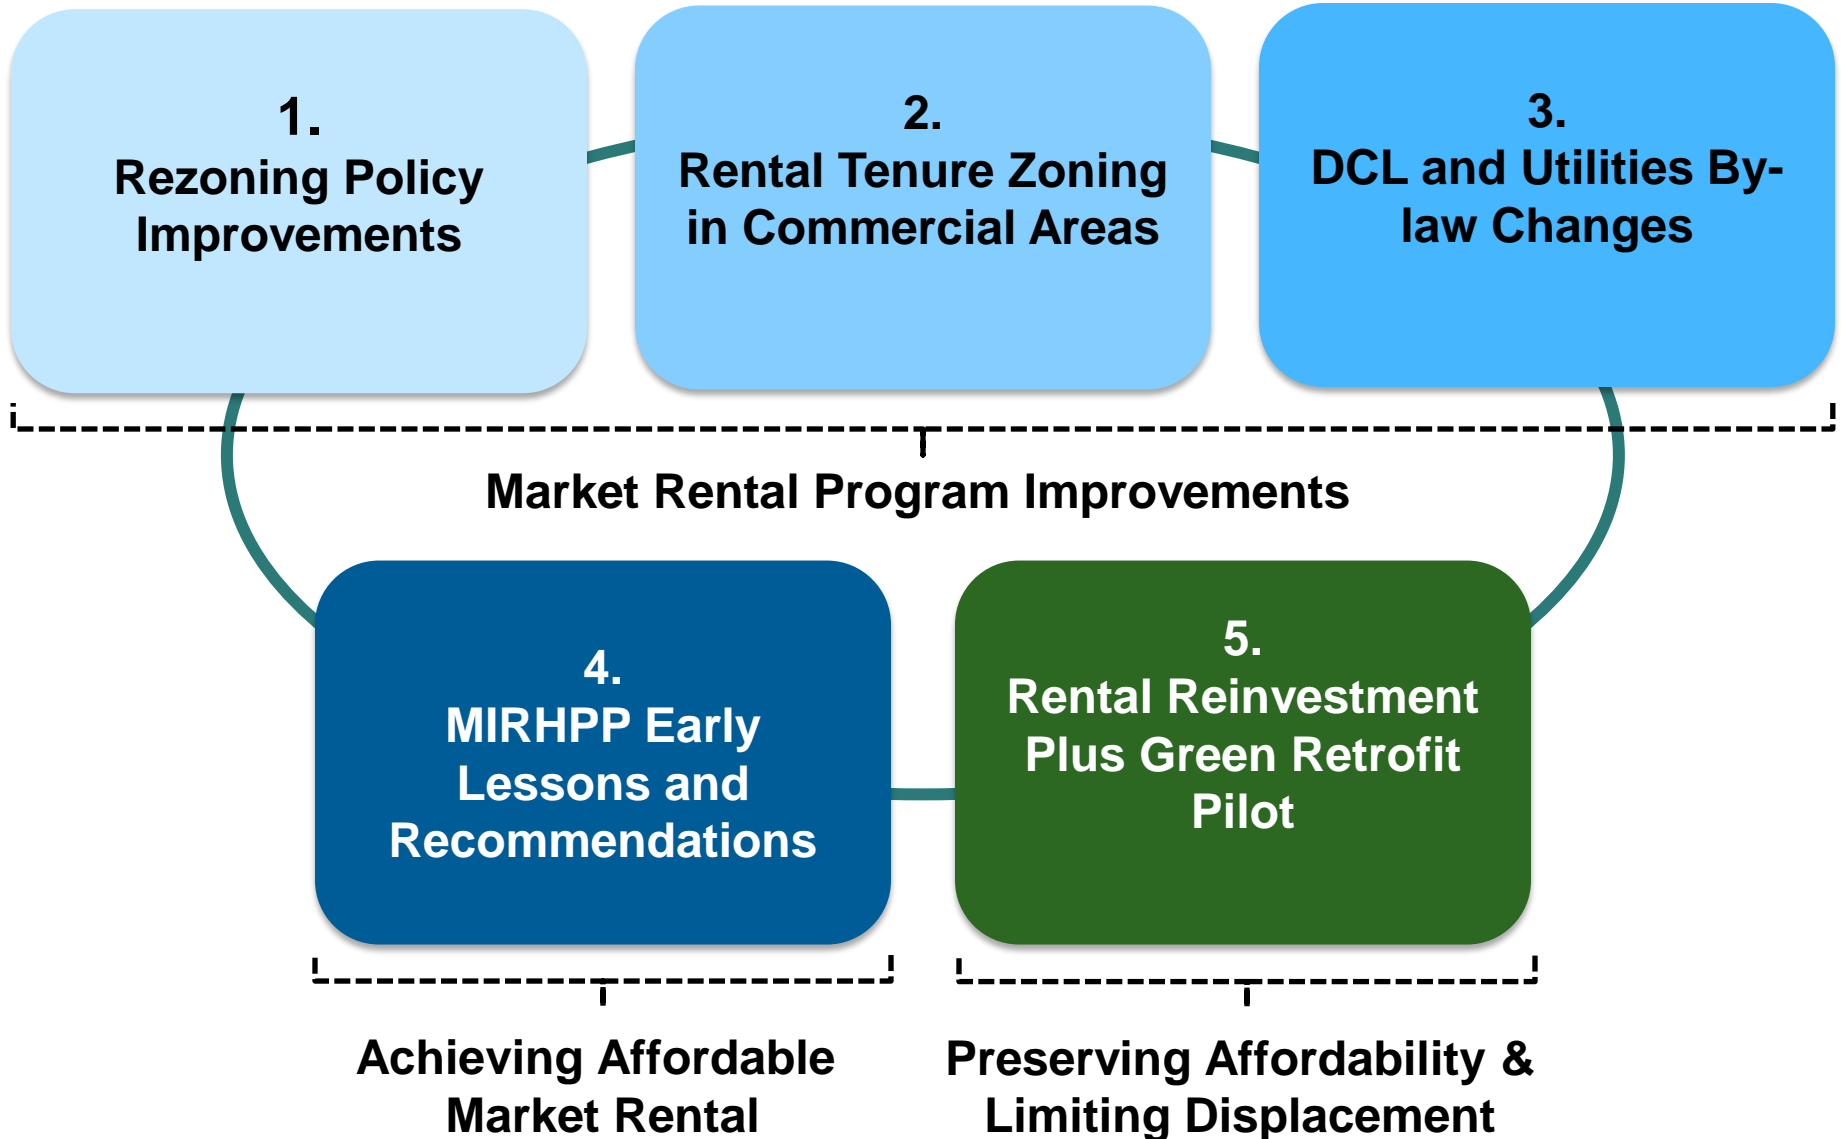 1.
Rezoning Policy
Improvements
2.
Rental Tenure Zoning
in Commercial Areas
3.
DCL and Utilities By-
law Changes
Market Rental Program Improvements
4.
MIRHPP Early
Lessons and
Recommendations
5.
Rental Reinvestment
Plus Green Retrofit
Pilot
Achieving Affordable
Market Rental
Preserving Affordability &
Limiting Displacement